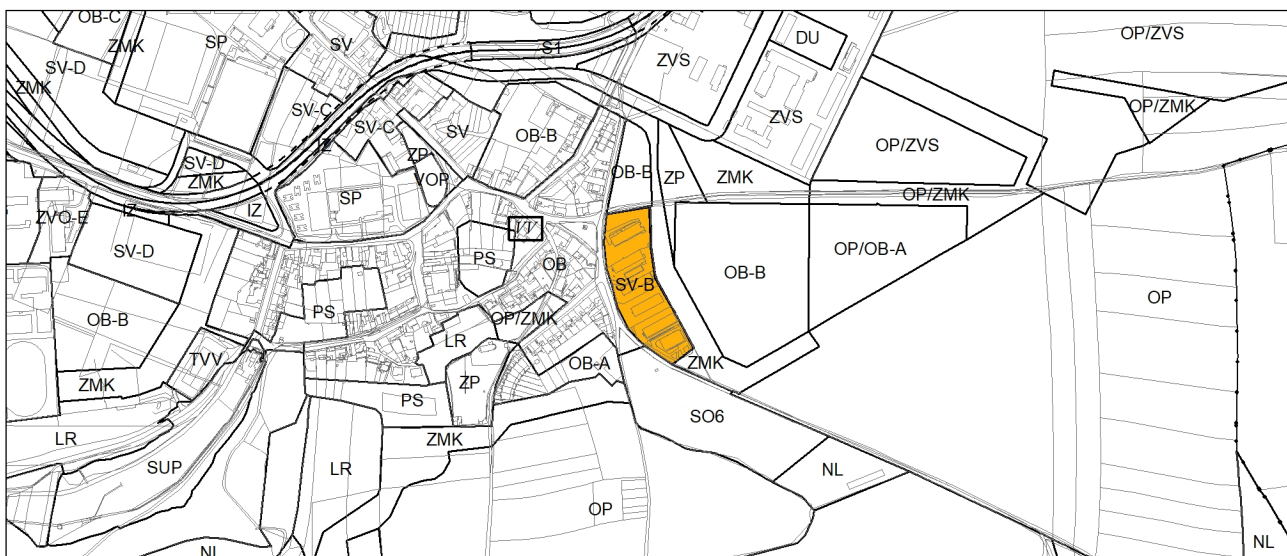 OB-C
ZMK
SP
SV
S1
DU
OP/ZVS
SV-D
ZVS
ZMK
OP/ZMK
SV-C
SV-C
SV
OB-B
ZVS
IZ
OP/ZVS
ZP
SV-D
ZMK
VOP
OB-B
ZP
ZMK
SP
OP/ZMK
IZ
IZ
ZVO-E
TT
SV-D
PS
OB
OB-B
OP/OB-A
SV-B
OP
PS
OP/ZMK
OB-B
LR
TVV
OB-A
ZMK
ZMK
ZP
PS
SO6
LR
ZMK
SUP
LR
NL
OP
NL
NL